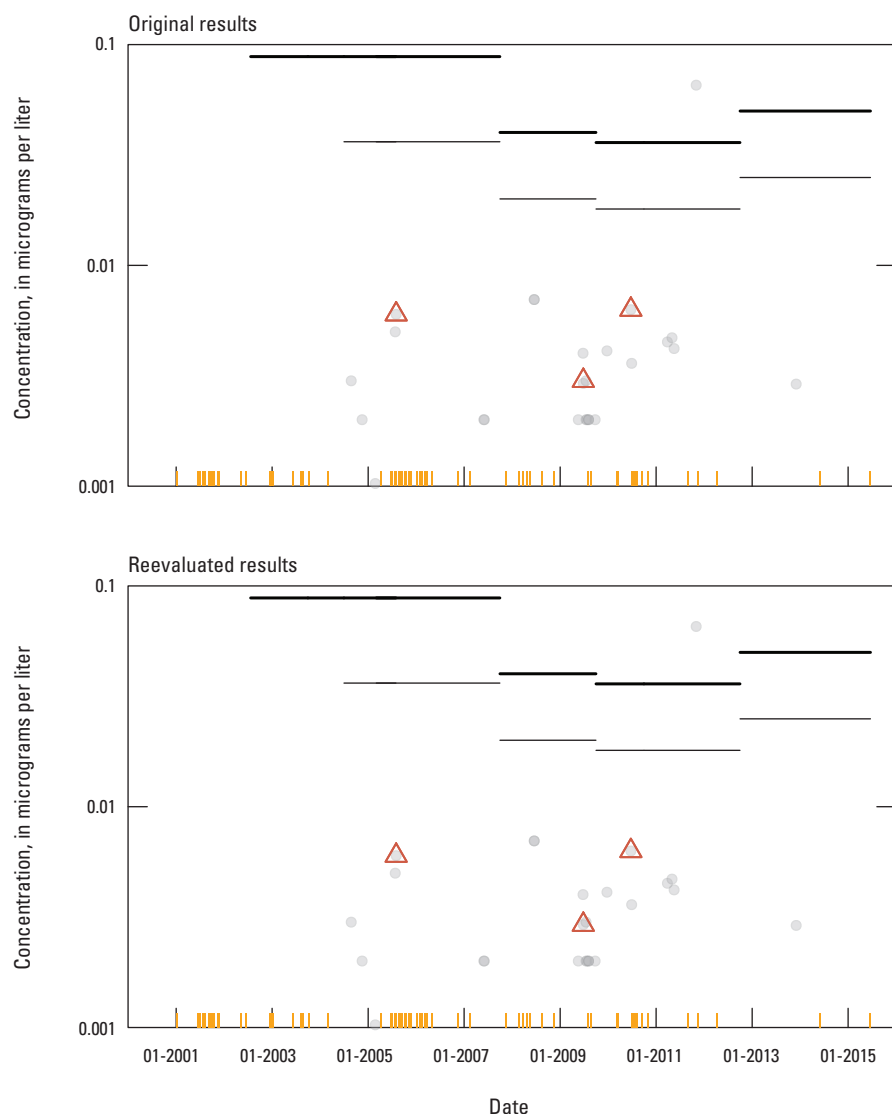 Original results
Concentration, in micrograms per liter
0.1
0.01
0.001
Reevaluated results
Concentration, in micrograms per liter
0.1
0.01
0.001
01-2001 01-2003 01-2005 01-2007 01-2009 01-2011 01-2013 01-2015
Date